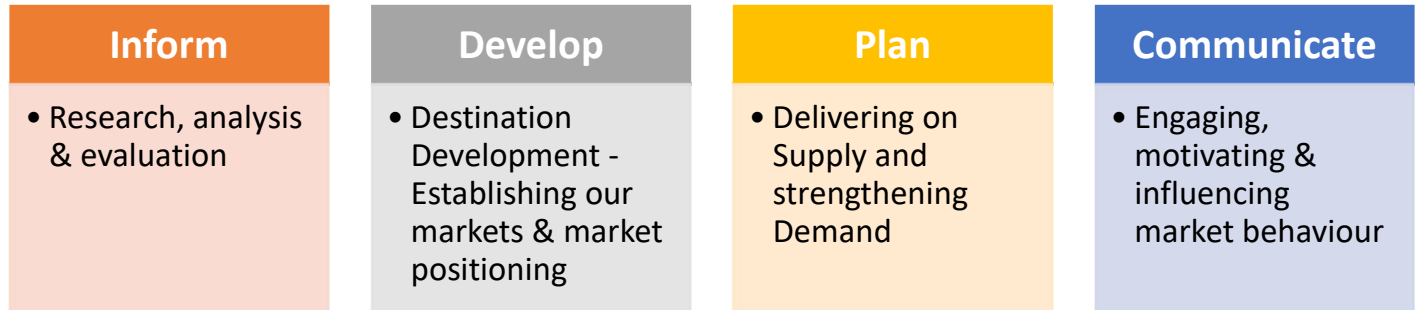 Inform
• Research, analysis
& evaluation
Develop
• Destination
Development -
Establishing our
markets & market
positioning
Plan
• Delivering on
Supply and
strengthening
Demand
Communicate
• Engaging,
motivating &
influencing
market behaviour